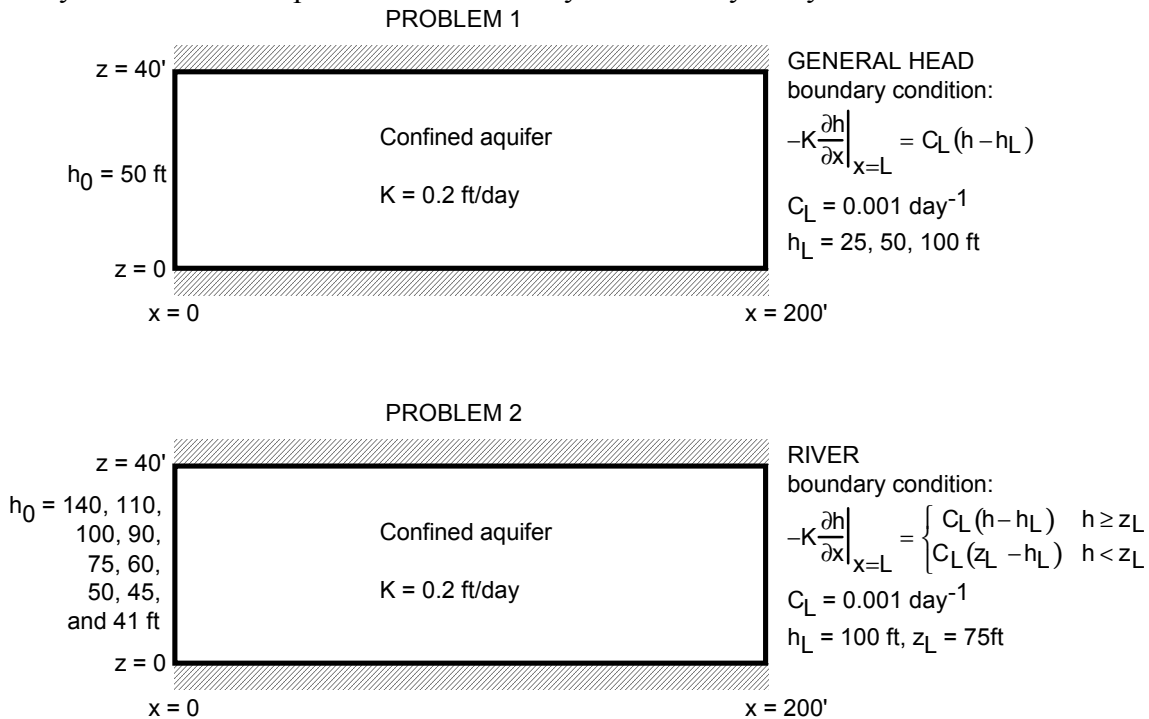 PROBLEM 1
z = 40'
h0 = 50 ft
z = 0
x = 0
x = 200'
Confined aquifer
K = 0.2 ft/day
GENERAL HEAD
boundary condition:
−K ∂h/∂x |x=L = CL(h − hL)
CL = 0.001 day-1
hL = 25, 50, 100 ft
PROBLEM 2
z = 40'
h0 = 140, 110,
100, 90,
75, 60,
50, 45,
and 41 ft
z = 0
x = 0
x = 200'
Confined aquifer
K = 0.2 ft/day
RIVER
boundary condition:
−K ∂h/∂x |x=L = { CL(h − hL) h ≥ zL
CL(zL − hL) h < zL
CL = 0.001 day-1
hL = 100 ft, zL = 75ft